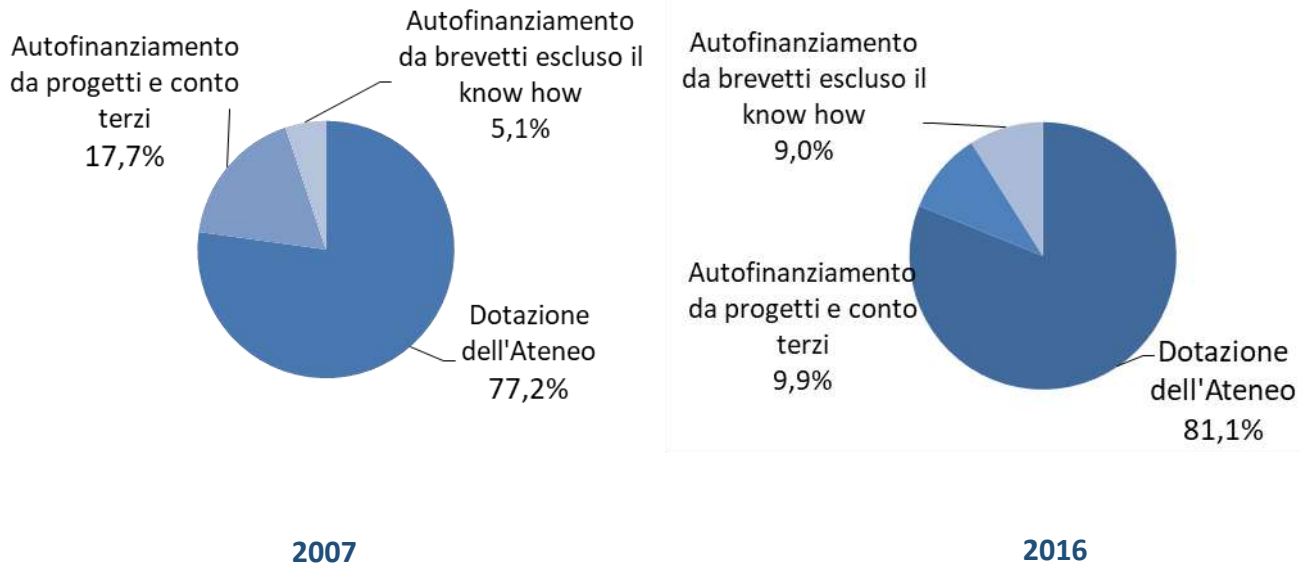 Autofinanziamento
da progetti e conto
terzi
17,7%
Autofinanziamento
da brevetti escluso il
know how
5,1%
Dotazione
dell'Ateneo
77,2%
2007
Autofinanziamento
da brevetti escluso il
know how
9,0%
Autofinanziamento
da progetti e conto
terzi
9,9%
Dotazione
dell'Ateneo
81,1%
2016